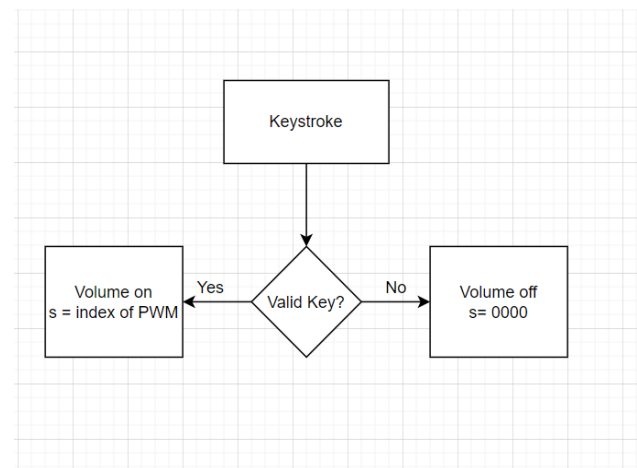 Keystroke
Yes
Valid Key?
No
Volume on
s = index of PWM
Volume off
s= 0000